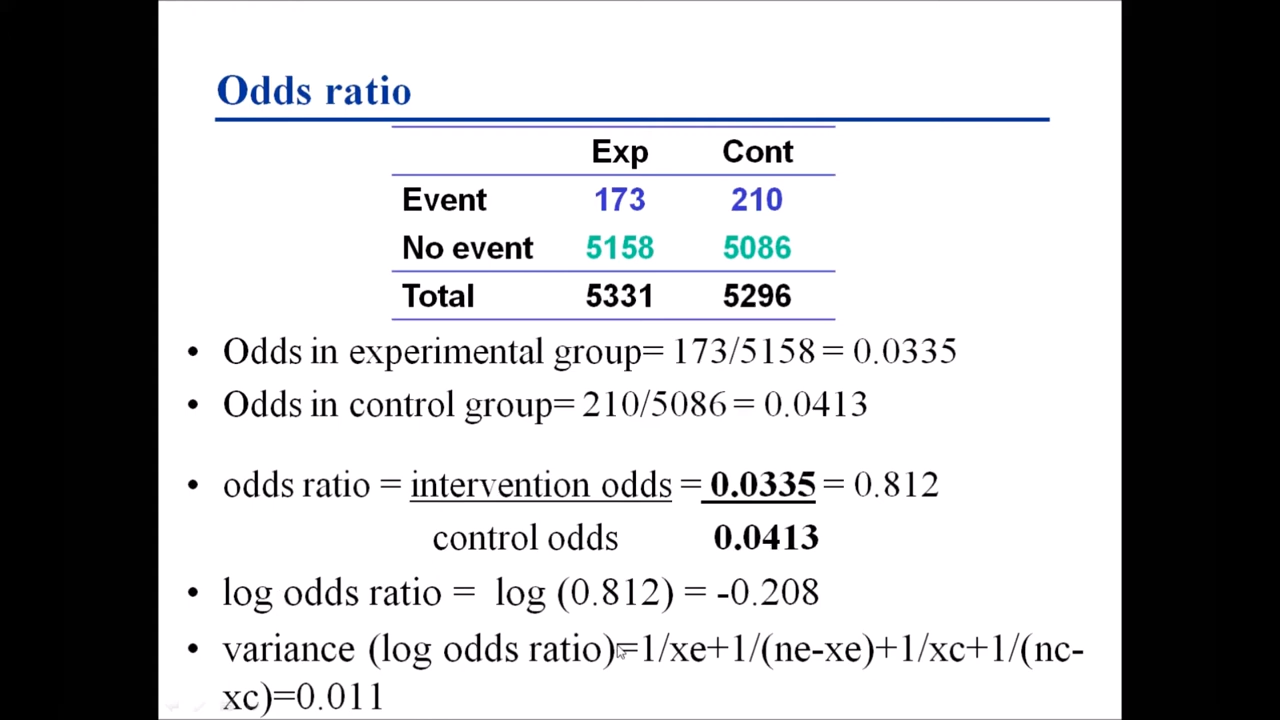 Odds ratio
Exp Cont
Event 173 210
No event 5158 5086
Total 5331 5296
• Odds in experimental group= 173/5158 = 0.0335
• Odds in control group= 210/5086 = 0.0413
• odds ratio = intervention odds = 0.0335 = 0.812
control odds 0.0413
• log odds ratio = log (0.812) = -0.208
• variance (log odds ratio)=1/xe+1/(ne-xe)+1/xc+1/(nc-
xc)=0.011